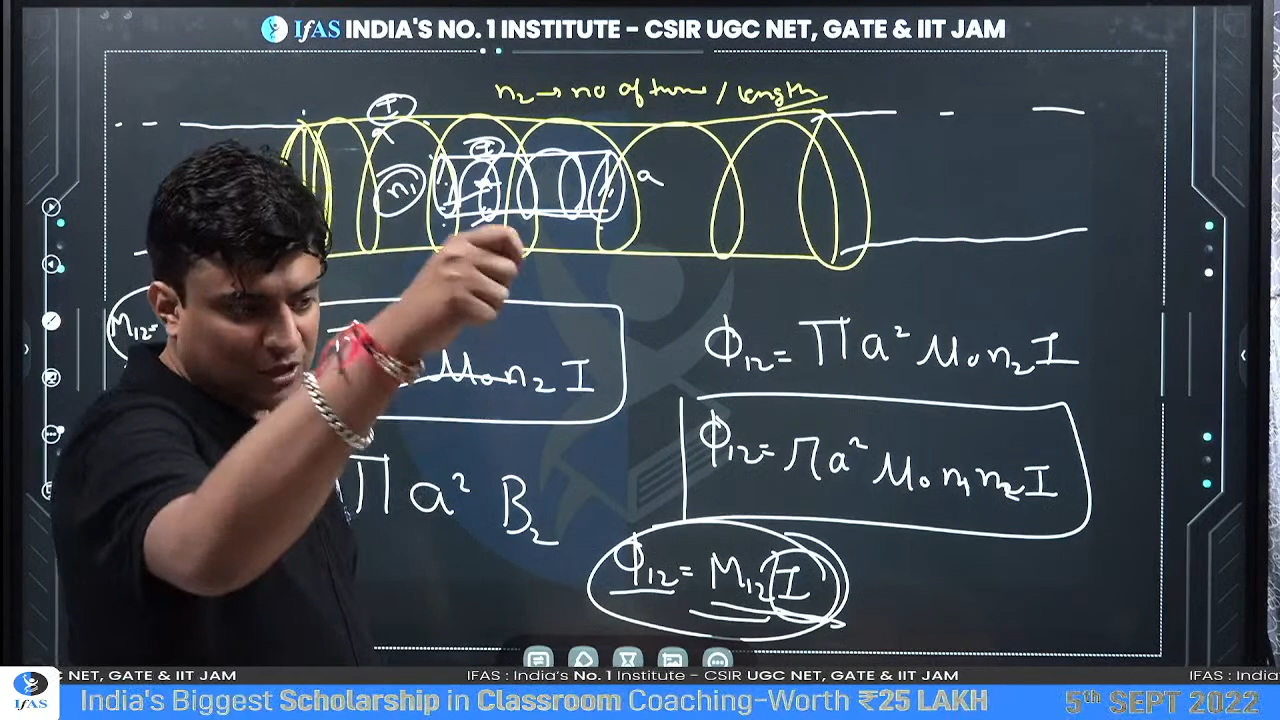 IfAS INDIA'S NO. 1 INSTITUTE – CSIR UGC NET, GATE & IIT JAM
n₂ → no of turns / length
I
n₁
a
M₁₂=
μ₀n₂ I
Φ₁₂= Πa² μ₀n₂I
Φ₁₂= πa² μ₀n₁n₂I
Πa² B₂
Φ₁₂= M₁₂I
C NET, GATE & IIT JAM IFAS : India's No. 1 Institute - CSIR UGC NET, GATE & IIT JAM IFAS : India
IfAS
India's Biggest Scholarship in Classroom Coaching-Worth ₹25 LAKH 5th SEPT 2022